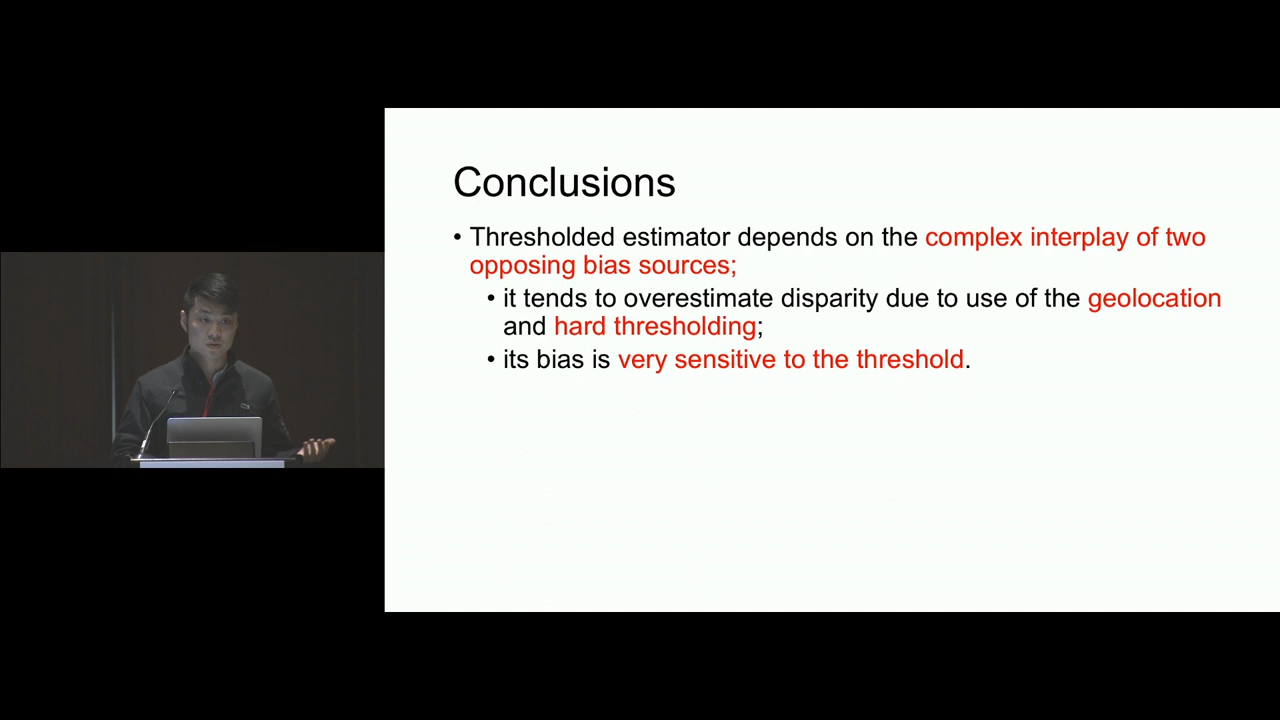 Conclusions
• Thresholded estimator depends on the complex interplay of two
opposing bias sources;
• it tends to overestimate disparity due to use of the geolocation
and hard thresholding;
• its bias is very sensitive to the threshold.